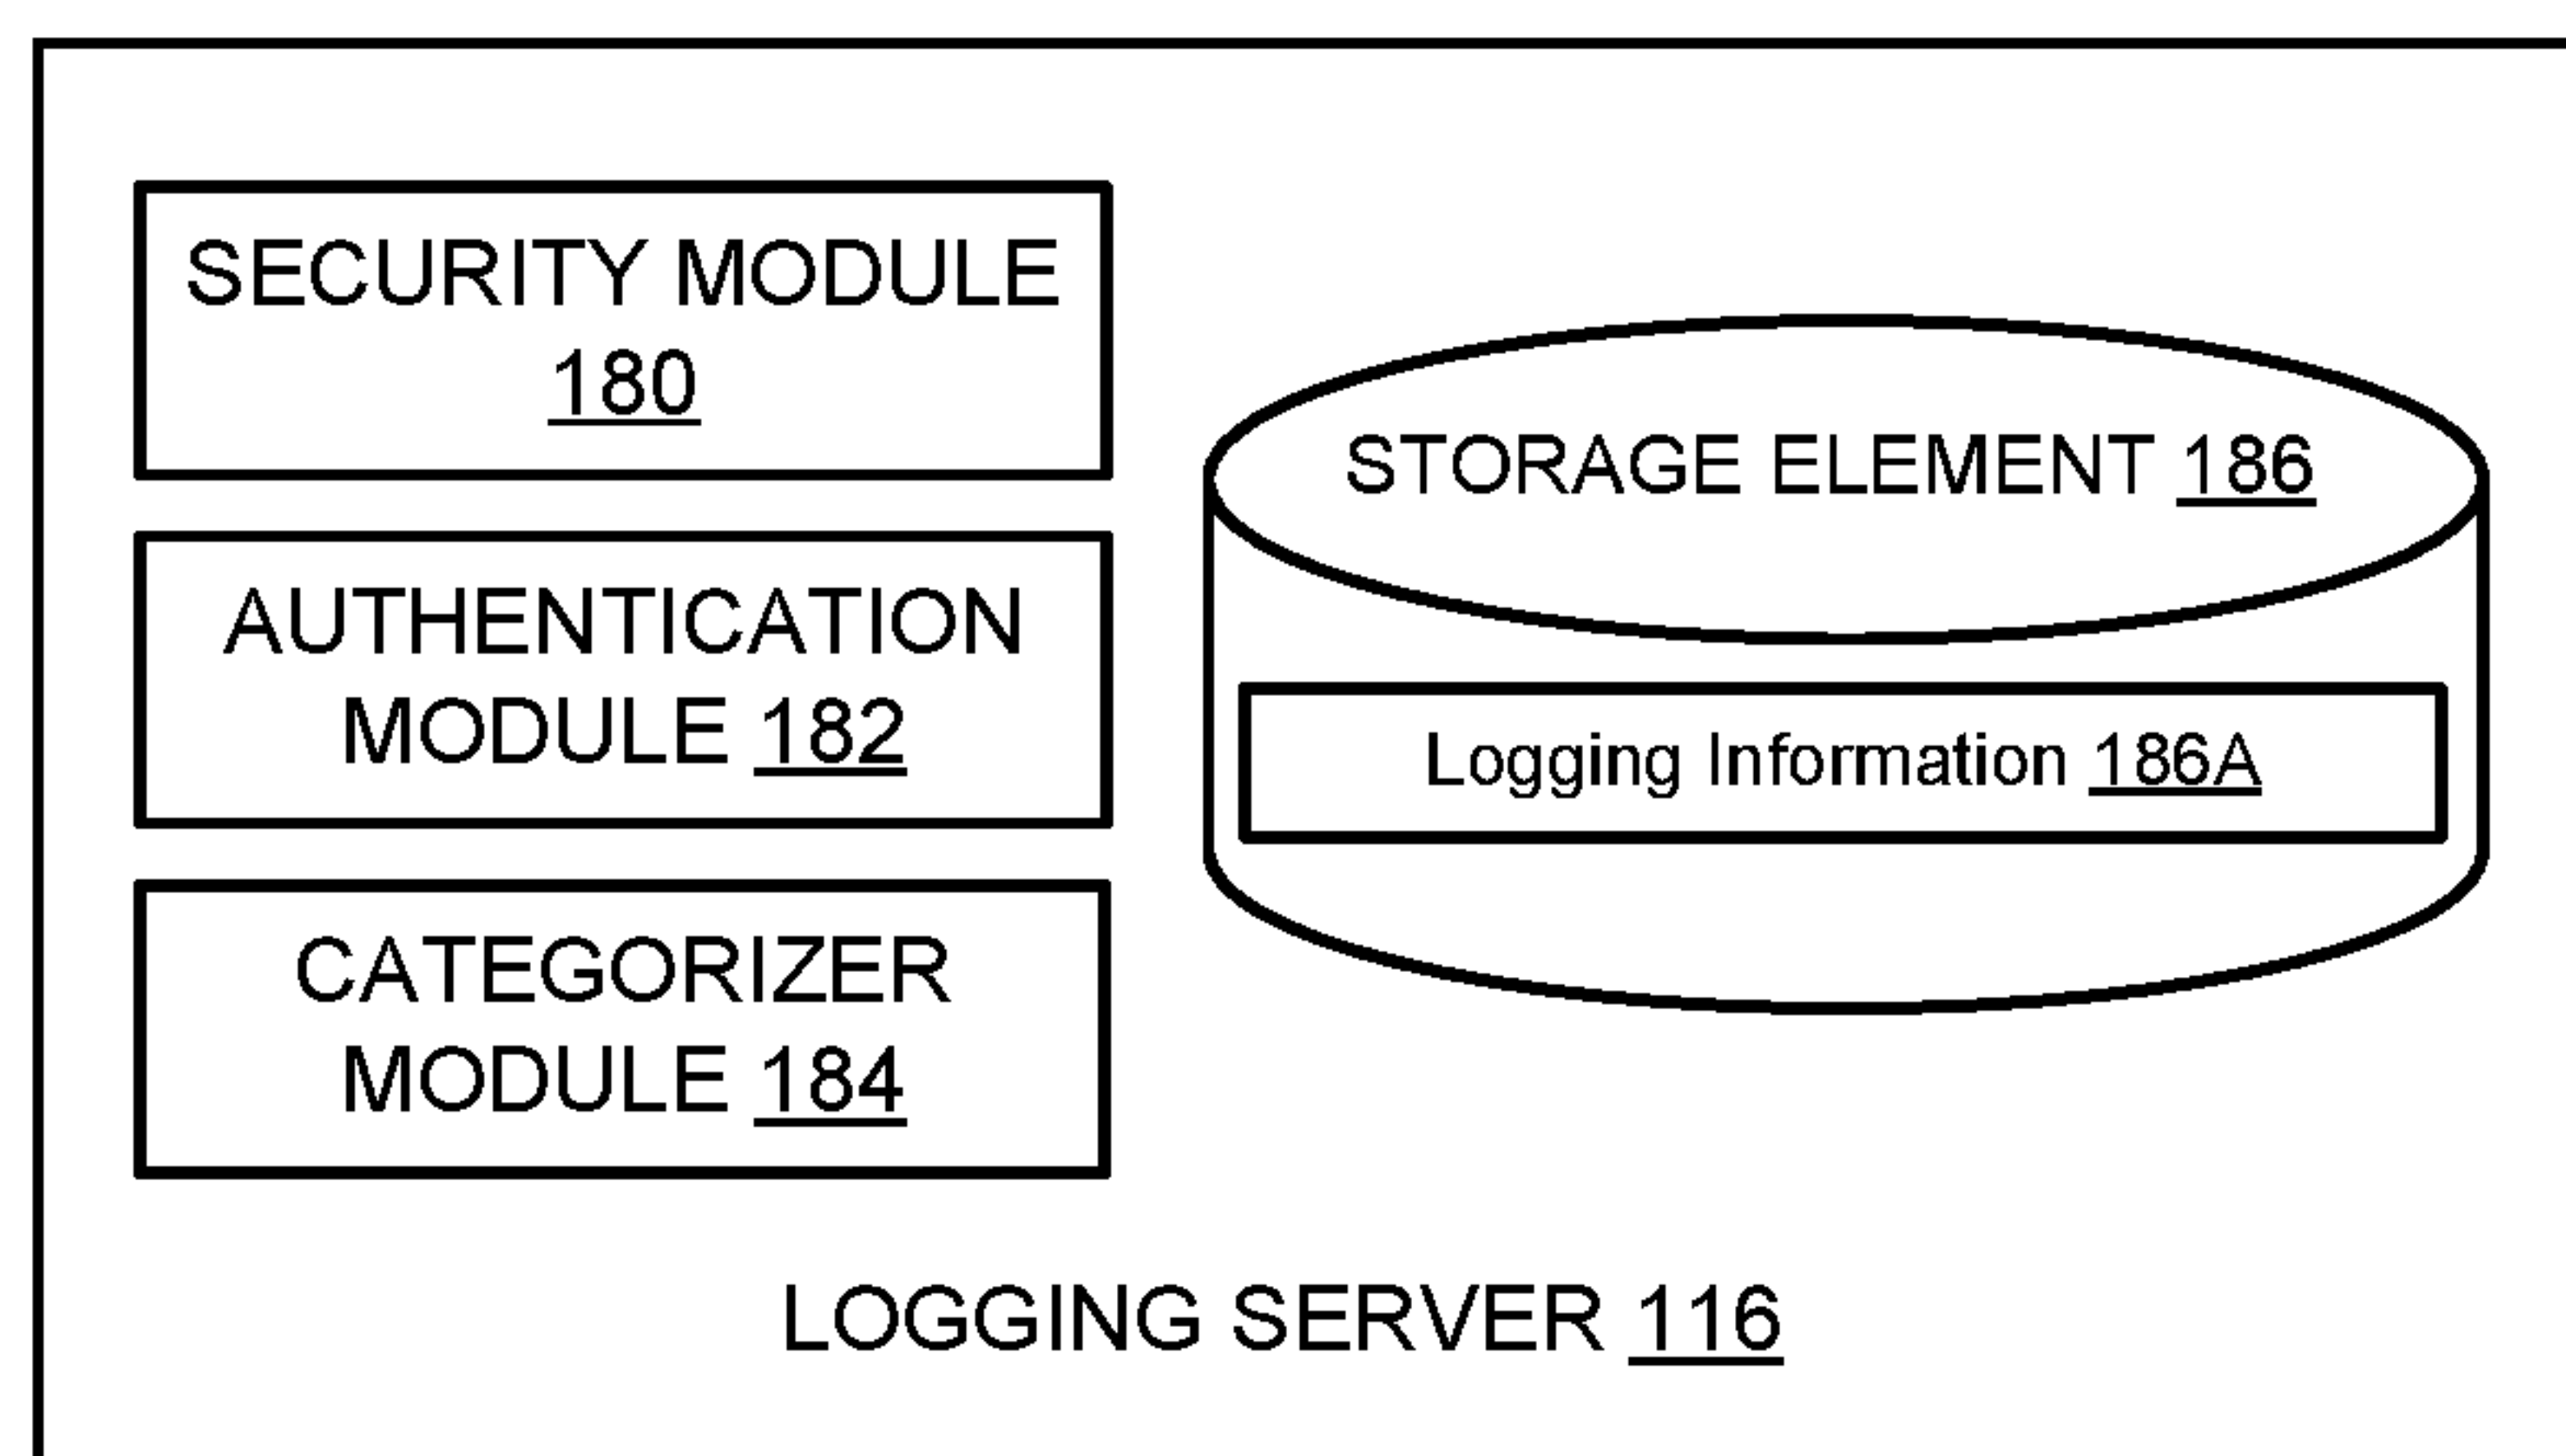 SECURITY MODULE
180
AUTHENTICATION
MODULE 182
CATEGORIZER
MODULE 184
STORAGE ELEMENT 186
Logging Information 186A
LOGGING SERVER 116